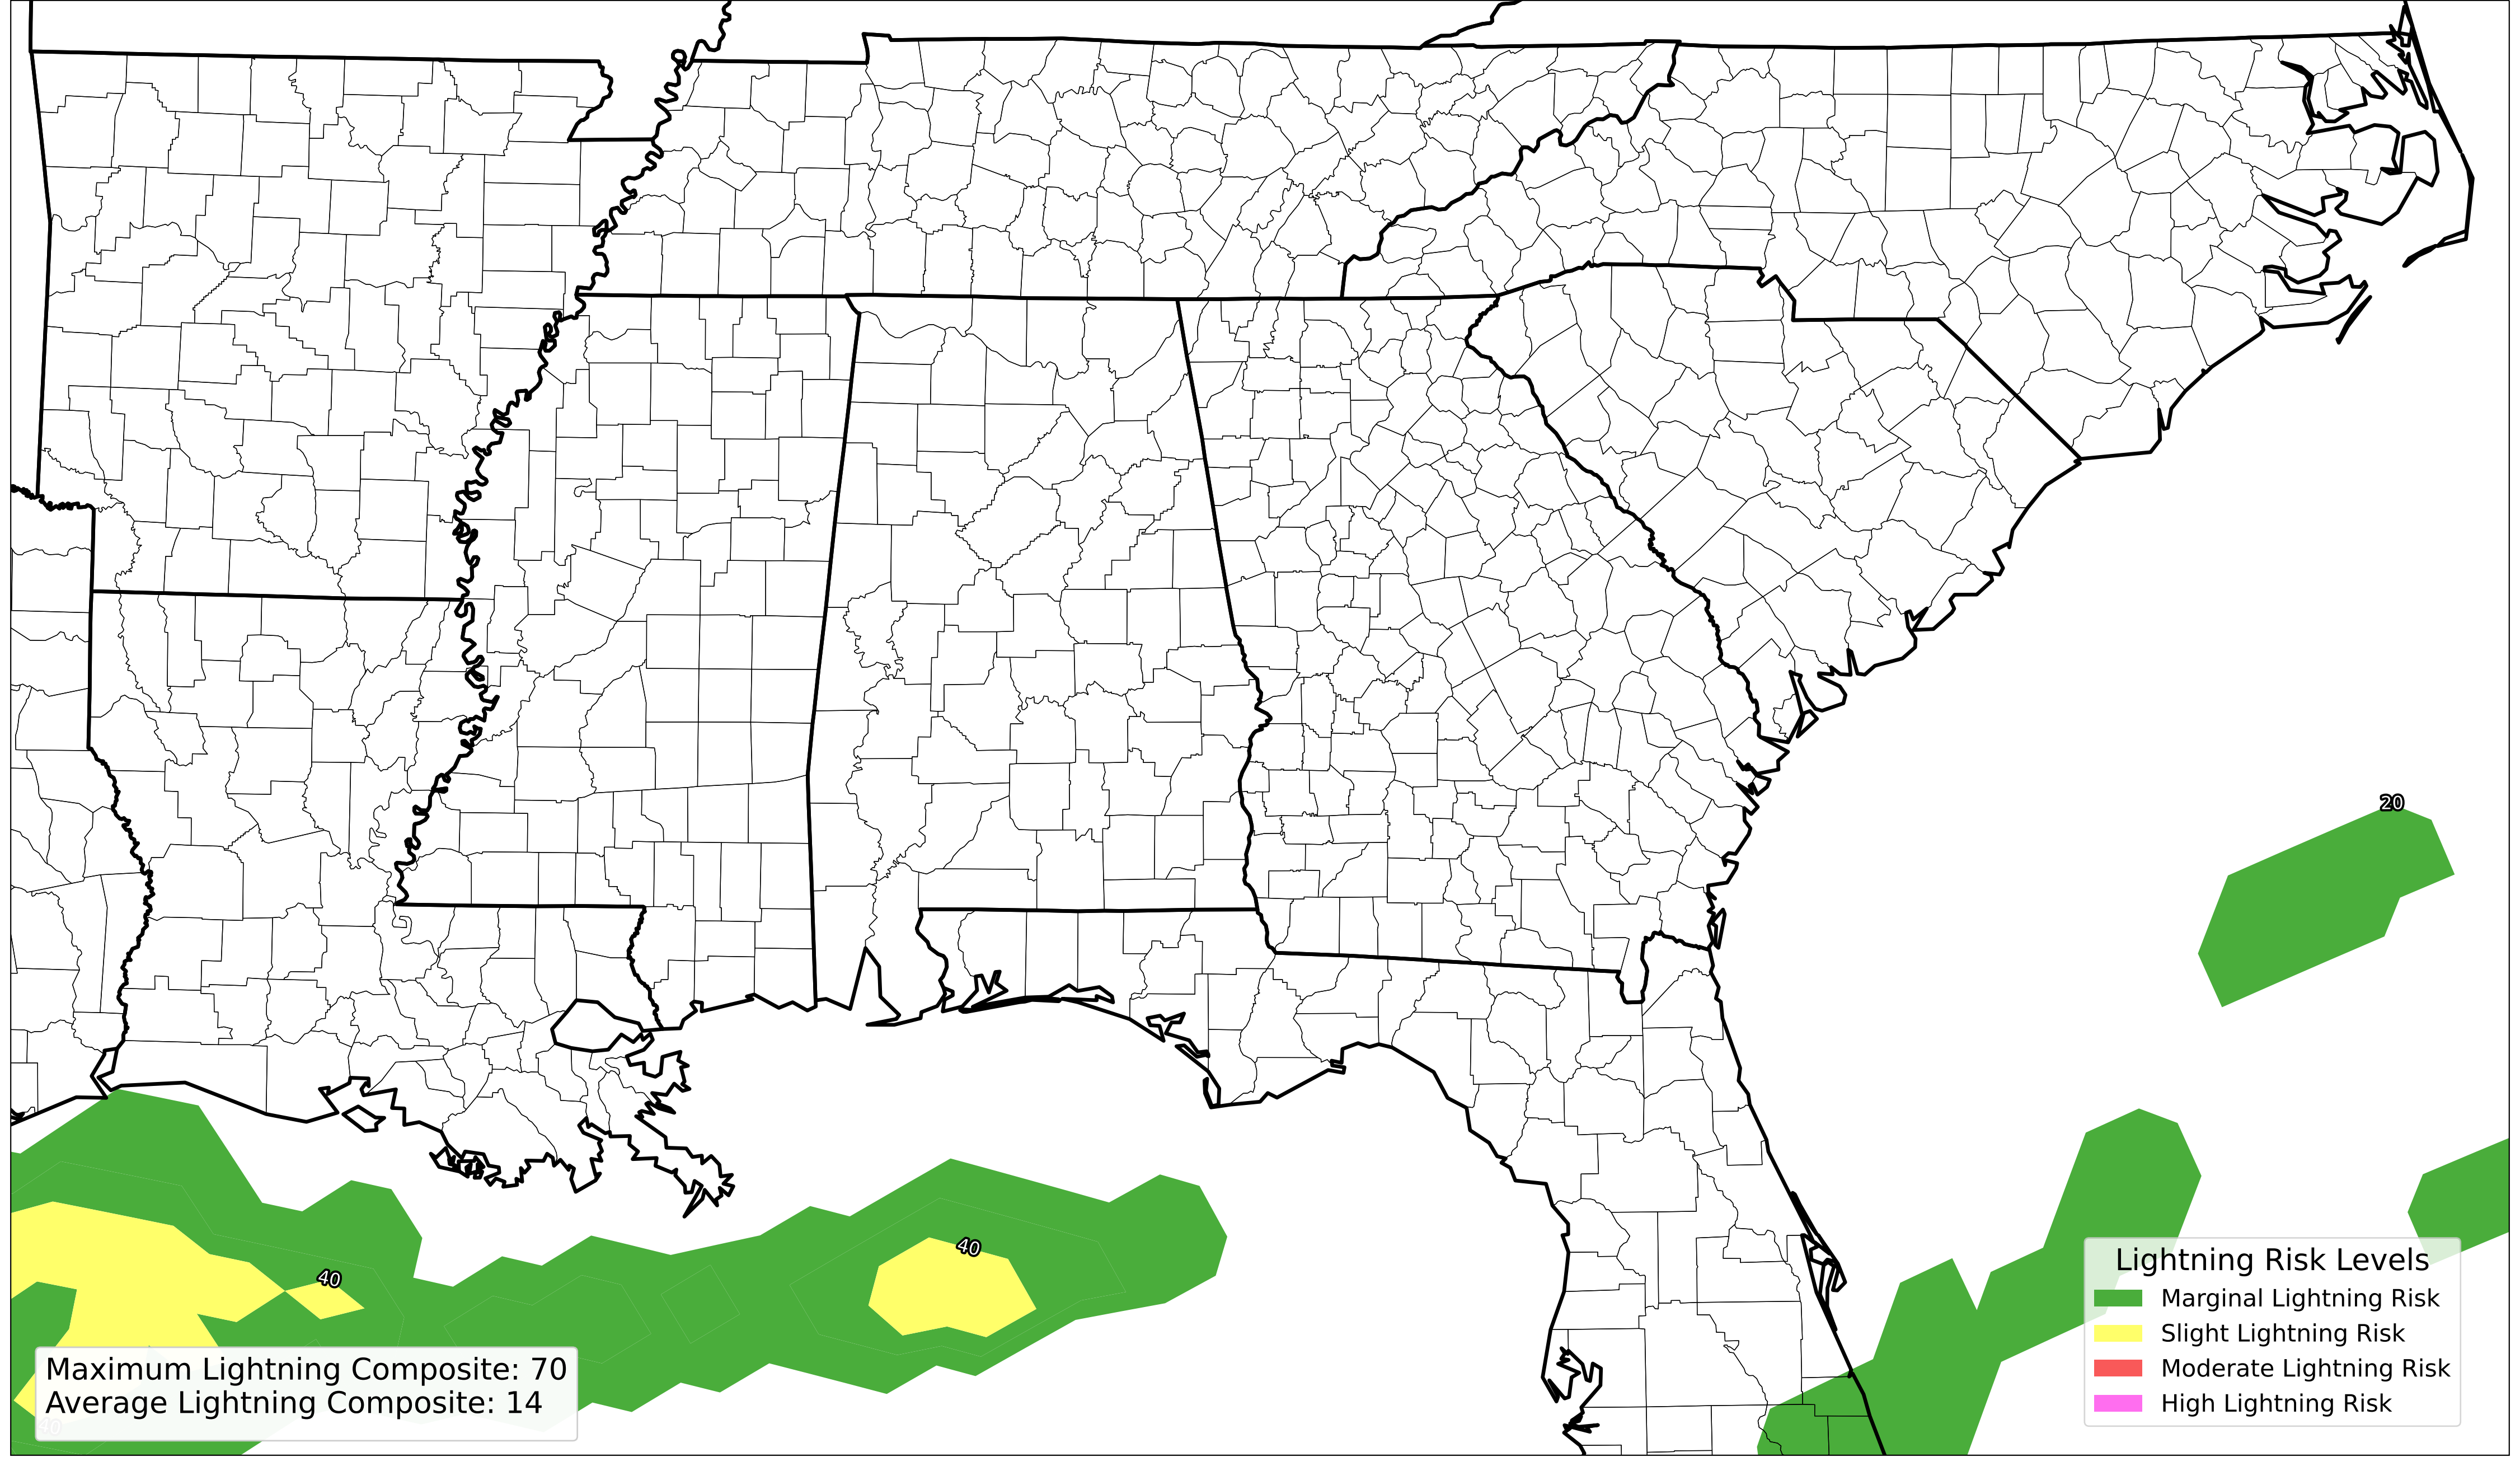 20
40
40
Lightning Risk Levels
Marginal Lightning Risk
Slight Lightning Risk
Moderate Lightning Risk
High Lightning Risk
Maximum Lightning Composite: 70
Average Lightning Composite: 14
40